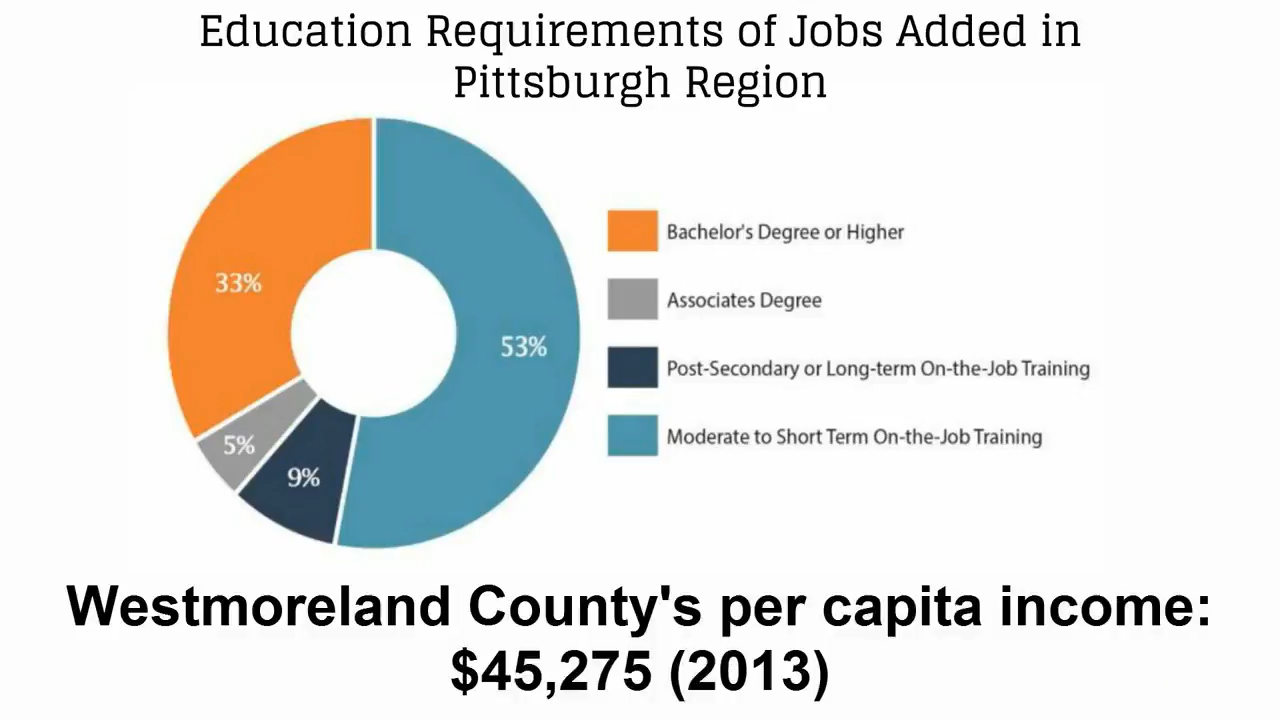 Education Requirements of Jobs Added in
Pittsburgh Region
33%
53%
5%
9%
Bachelor's Degree or Higher
Associates Degree
Post-Secondary or Long-term On-the-Job Training
Moderate to Short Term On-the-Job Training
Westmoreland County's per capita income:
$45,275 (2013)